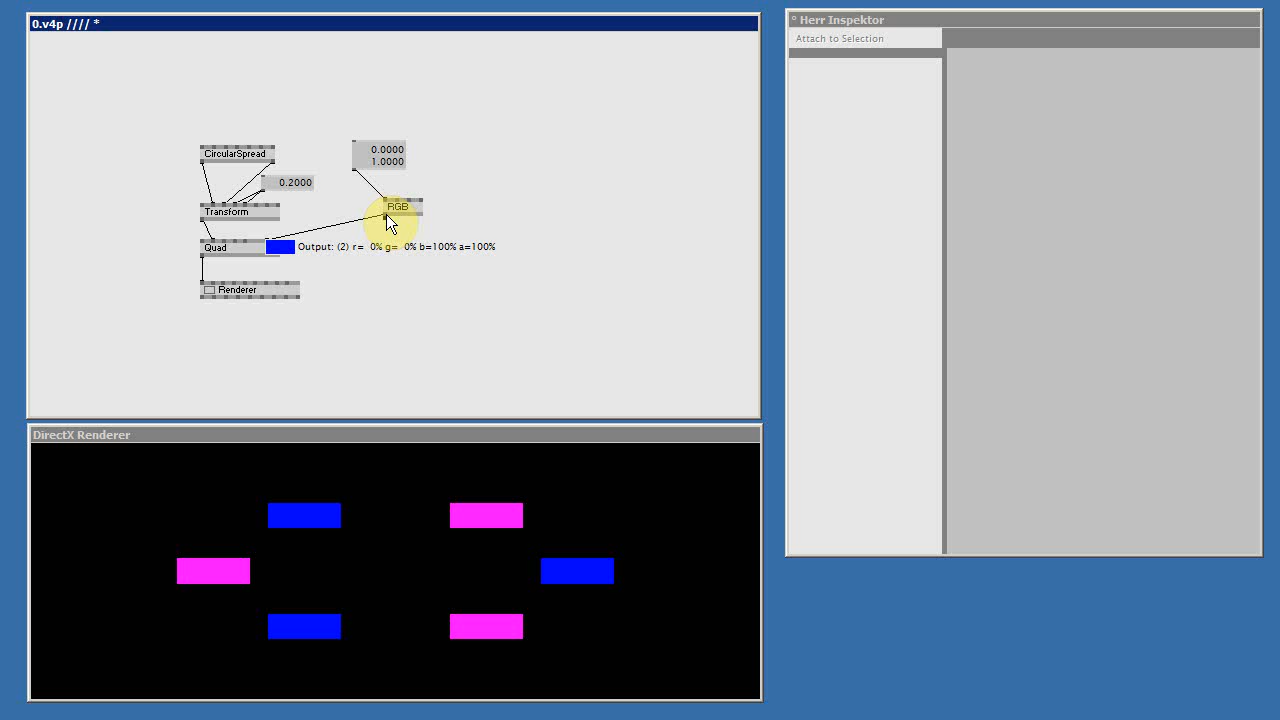 0.v4p //// *
CircularSpread
0.0000
1.0000
0.2000
RGB
Transform
Quad
Output: (2) r=  0% g=  0% b=100% a=100%
Renderer
DirectX Renderer
° Herr Inspektor
Attach to Selection